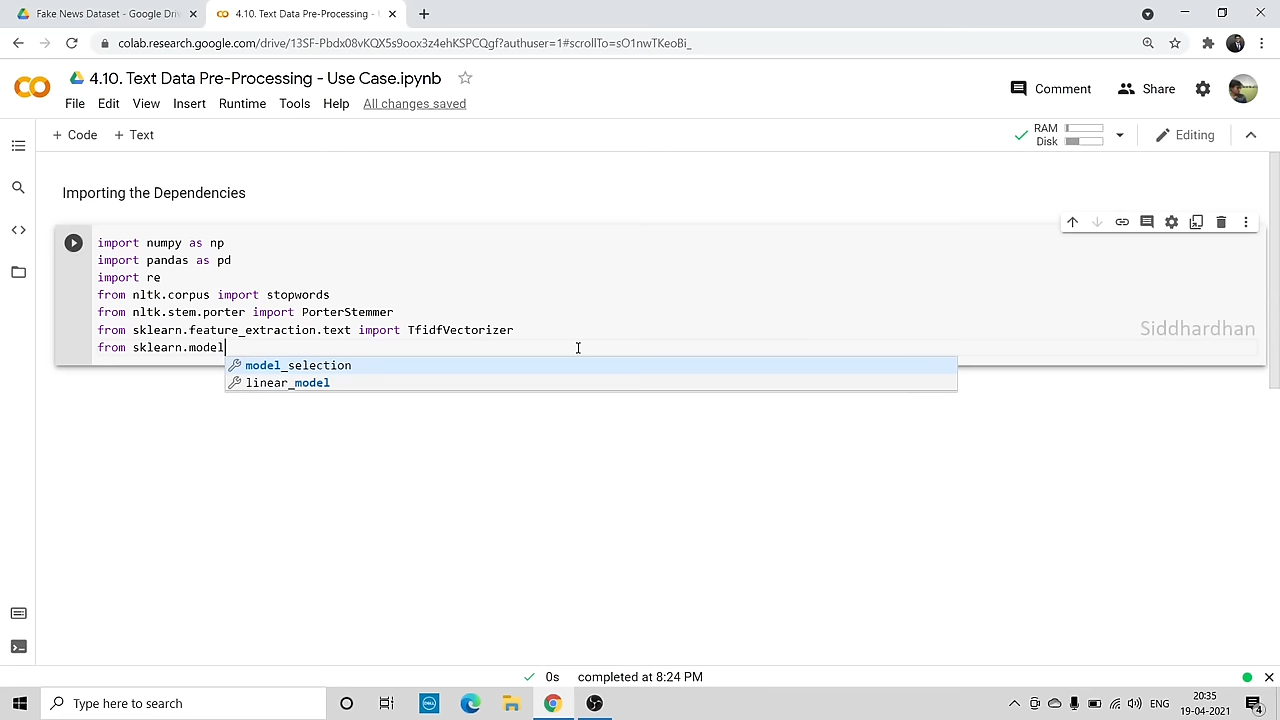 Fake News Dataset - Google Dri
4.10. Text Data Pre-Processing -
colab.research.google.com/drive/13SF-Pbdx08vKQX5s9oox3z4ehKSPCQgf?authuser=1#scrollTo=sO1nwTKeoBi_
4.10. Text Data Pre-Processing - Use Case.ipynb
Comment
Share
File Edit View Insert Runtime Tools Help All changes saved
+ Code + Text
RAM
Disk
Editing
Importing the Dependencies
import numpy as np
import pandas as pd
import re
from nltk.corpus import stopwords
from nltk.stem.porter import PorterStemmer
from sklearn.feature_extraction.text import TfidfVectorizer
Siddhardhan
from sklearn.model
model_selection
linear_model
0s completed at 8:24 PM
Type here to search
DELL
ENG
20:35
19-04-2021
4